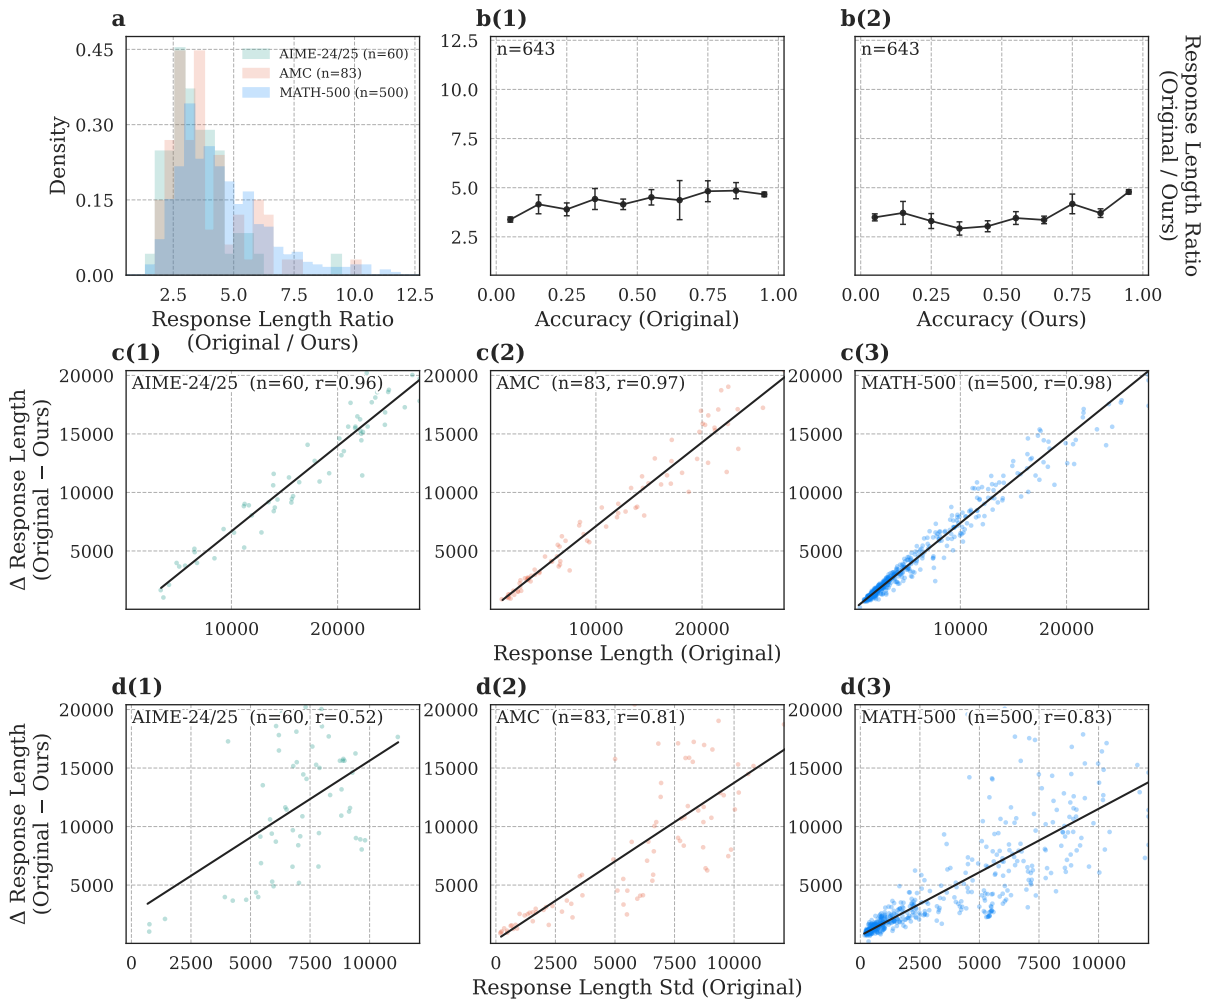 a
b(1)
b(2)
0.45
0.30
0.15
0.00
Density
AIME-24/25 (n=60)
AMC (n=83)
MATH-500 (n=500)
2.5
5.0
7.5
10.0
12.5
Response Length Ratio
(Original / Ours)
n=643
12.5
10.0
7.5
5.0
2.5
0.00
0.25
0.50
0.75
1.00
Accuracy (Original)
n=643
0.00
0.25
0.50
0.75
1.00
Accuracy (Ours)
Response Length Ratio
(Original / Ours)
c(1)
c(2)
c(3)
Δ Response Length
(Original − Ours)
20000
15000
10000
5000
AIME-24/25 (n=60, r=0.96)
10000
20000
20000
15000
10000
5000
AMC (n=83, r=0.97)
10000
20000
20000
15000
10000
5000
MATH-500 (n=500, r=0.98)
10000
20000
Response Length (Original)
d(1)
d(2)
d(3)
Δ Response Length
(Original − Ours)
20000
15000
10000
5000
AIME-24/25 (n=60, r=0.52)
0
2500
5000
7500
10000
20000
15000
10000
5000
AMC (n=83, r=0.81)
0
2500
5000
7500
10000
20000
15000
10000
5000
MATH-500 (n=500, r=0.83)
0
2500
5000
7500
10000
Response Length Std (Original)